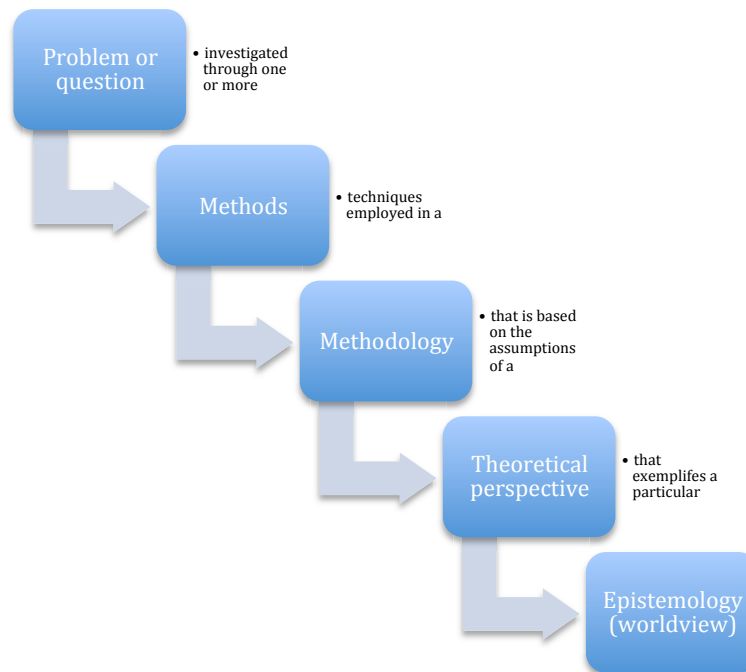 Problem or
question
• investigated
through one
or more
Methods
• techniques
employed in a
Methodology
• that is based
on the
assumptions
of a
Theoretical
perspective
• that
exemplifes a
particular
Epistemology
(worldview)